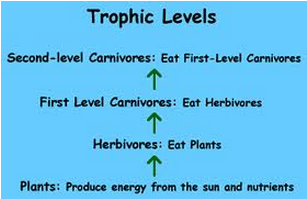 Trophic Levels
Second-level Carnivores: Eat First-Level Carnivores
First Level Carnivores: Eat Herbivores
Herbivores: Eat Plants
Plants: Produce energy from the sun and nutrients